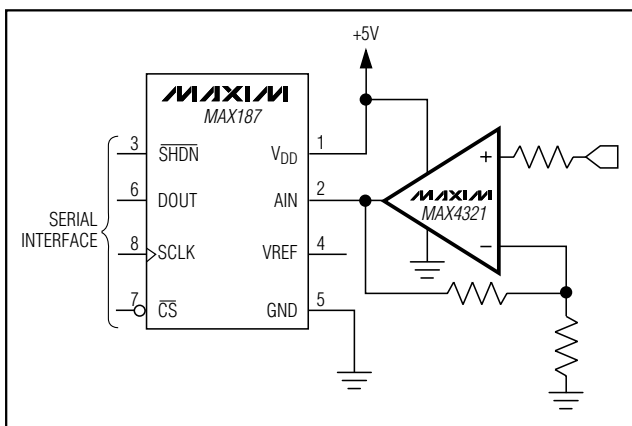 +5V
MAXIM
MAX187
3 SHDN
VDD 1
6 DOUT
AIN 2
SERIAL
INTERFACE
8 SCLK
VREF 4
7 CS
GND 5
+
MAXIM
MAX4321
−